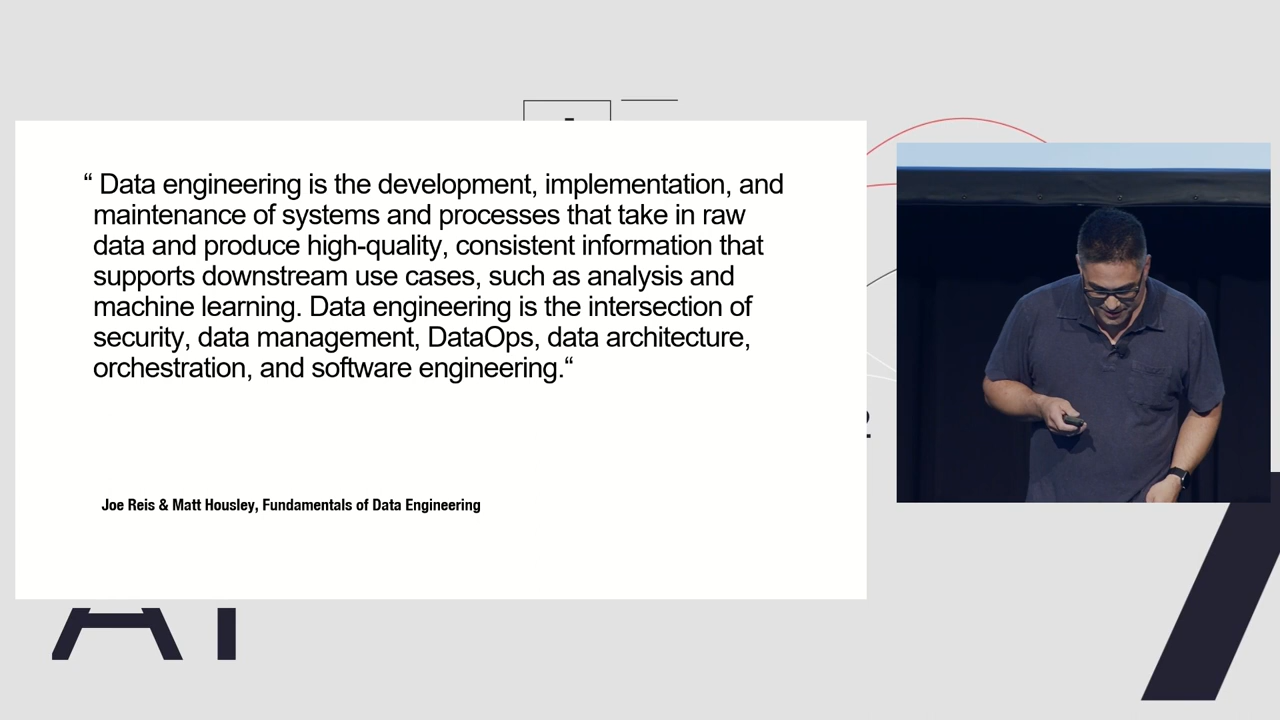 “ Data engineering is the development, implementation, and
maintenance of systems and processes that take in raw
data and produce high-quality, consistent information that
supports downstream use cases, such as analysis and
machine learning. Data engineering is the intersection of
security, data management, DataOps, data architecture,
orchestration, and software engineering.“
Joe Reis & Matt Housley, Fundamentals of Data Engineering